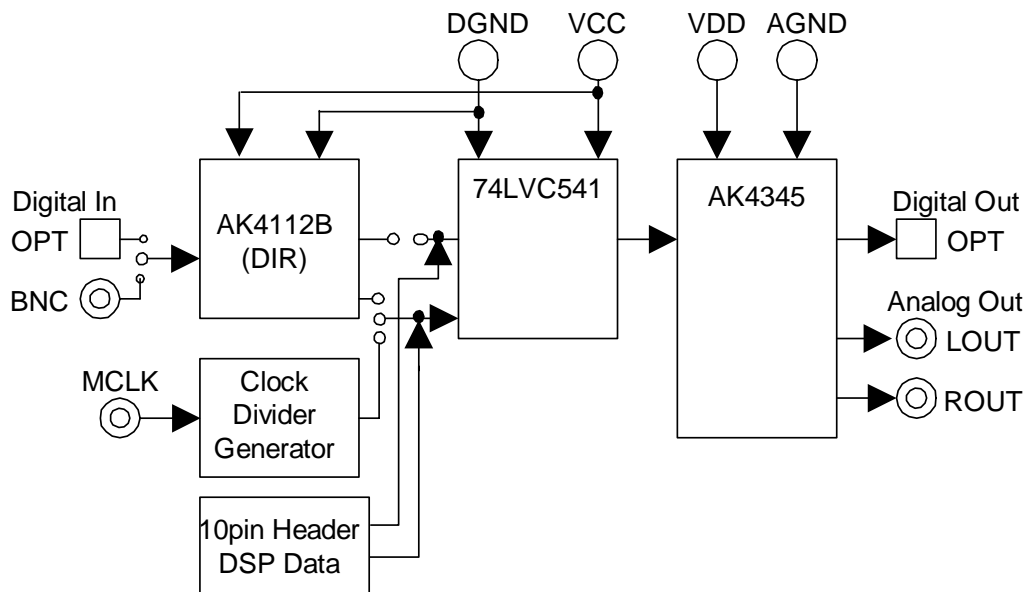 DGND
VCC
VDD
AGND
Digital In
OPT
BNC
AK4112B
(DIR)
74LVC541
AK4345
Digital Out
OPT
Analog Out
LOUT
ROUT
MCLK
Clock
Divider
Generator
10pin Header
DSP Data